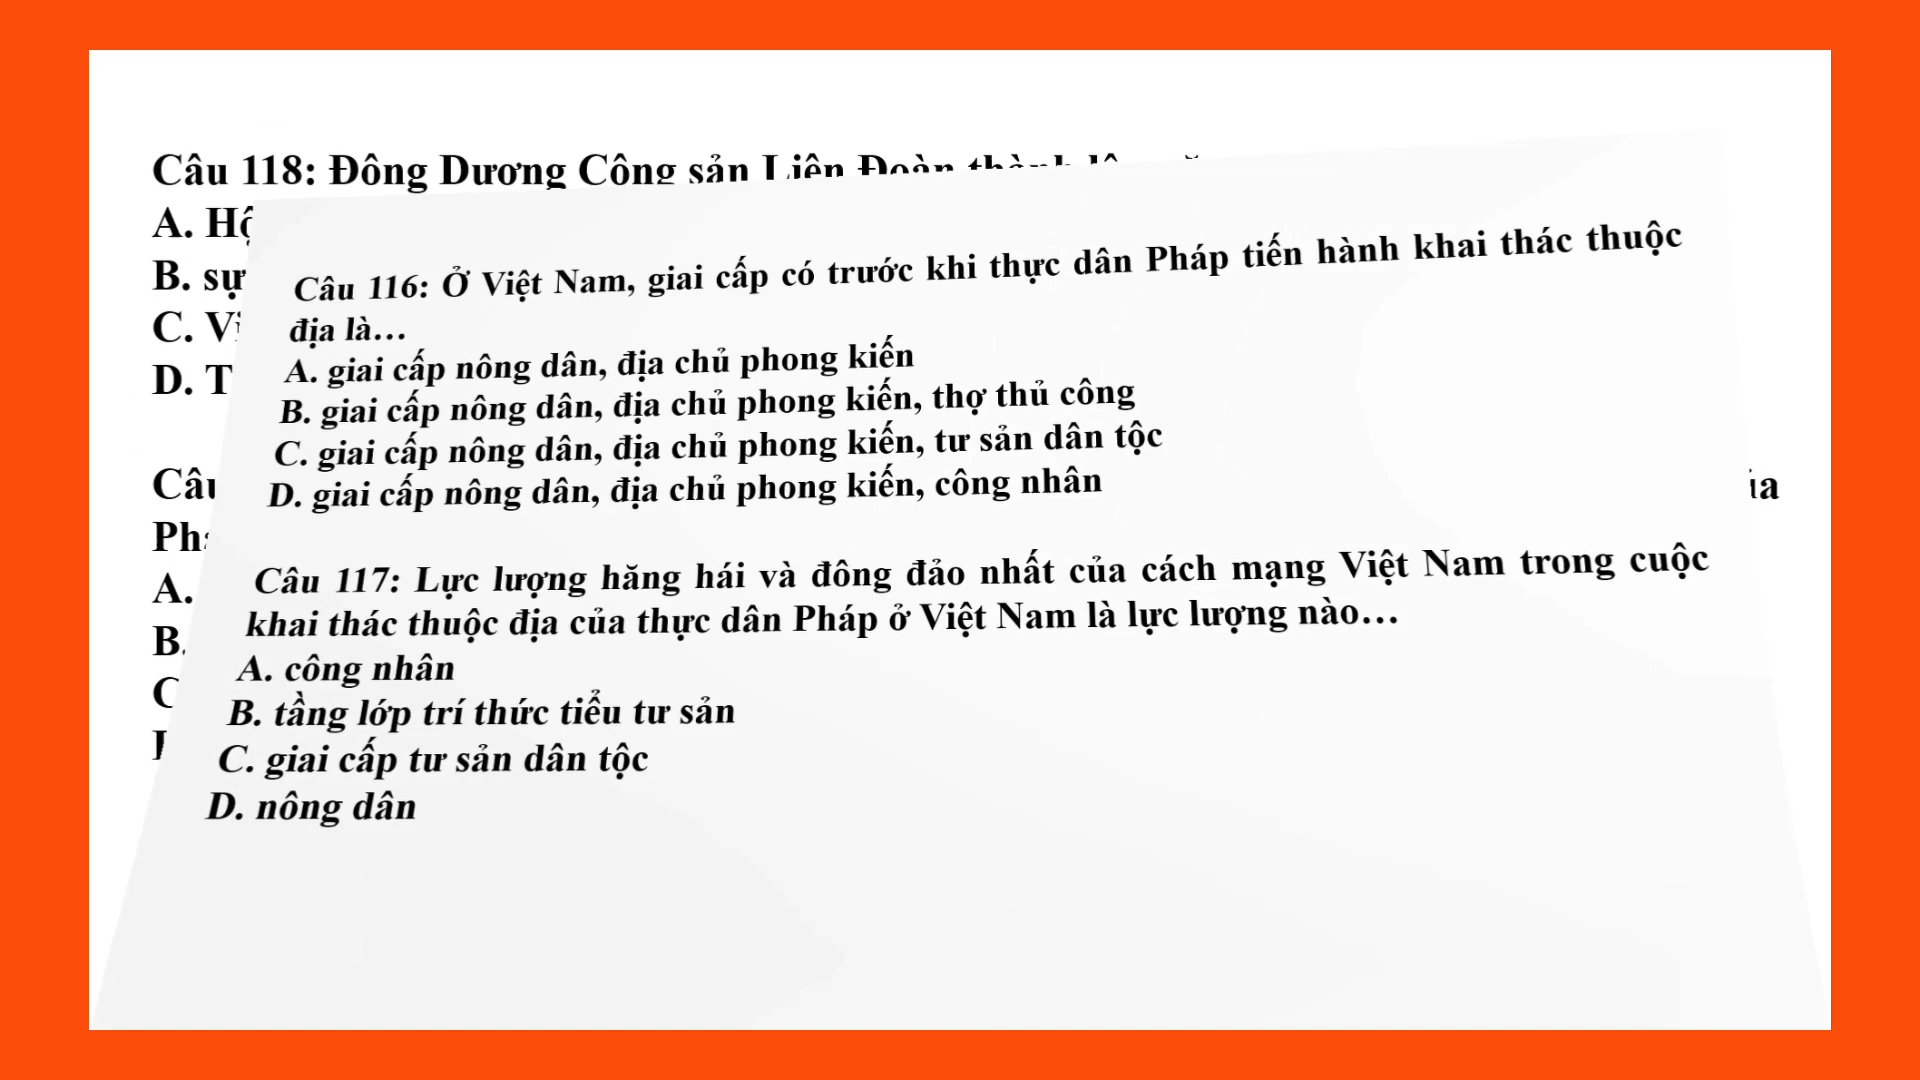 Câu 118: Đông Dương Công sản Liên Đoàn
A.
B. sự
C.
D.
Câu 116: Ở Việt Nam, giai cấp có trước khi thực dân Pháp tiến hành khai thác thuộc
địa là…
A. giai cấp nông dân, địa chủ phong kiến
B. giai cấp nông dân, địa chủ phong kiến, thợ thủ công
C. giai cấp nông dân, địa chủ phong kiến, tư sản dân tộc
D. giai cấp nông dân, địa chủ phong kiến, công nhân
Câu 117: Lực lượng hăng hái và đông đảo nhất của cách mạng Việt Nam trong cuộc
khai thác thuộc địa của thực dân Pháp ở Việt Nam là lực lượng nào…
A. công nhân
B. tầng lớp trí thức tiểu tư sản
C. giai cấp tư sản dân tộc
D. nông dân
A.
B.